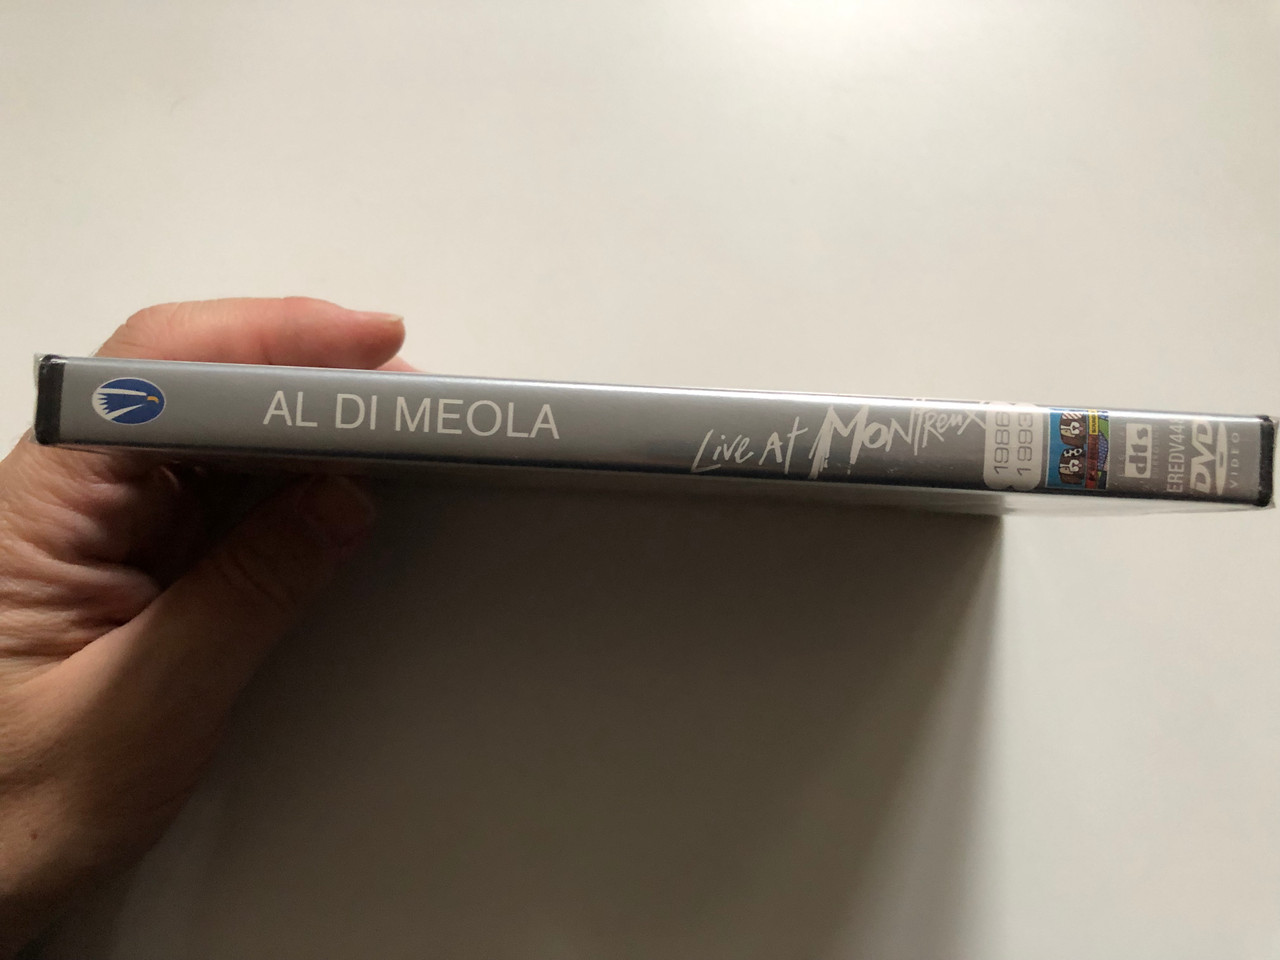 AL DI MEOLA
Live At Montreux
1986
1993
dts
DVD
VIDEO